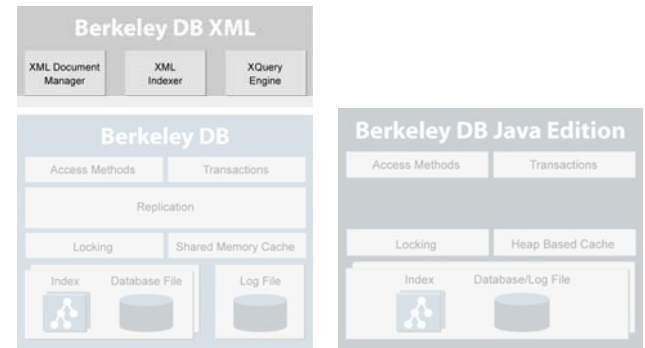 Berkeley DB XML
XML Document Manager
XML Indexer
XQuery Engine
Berkeley DB
Access Methods
Transactions
Replication
Locking
Shared Memory Cache
Index
Database File
Log File
Berkeley DB Java Edition
Access Methods
Transactions
Locking
Heap Based Cache
Index
Database/Log File